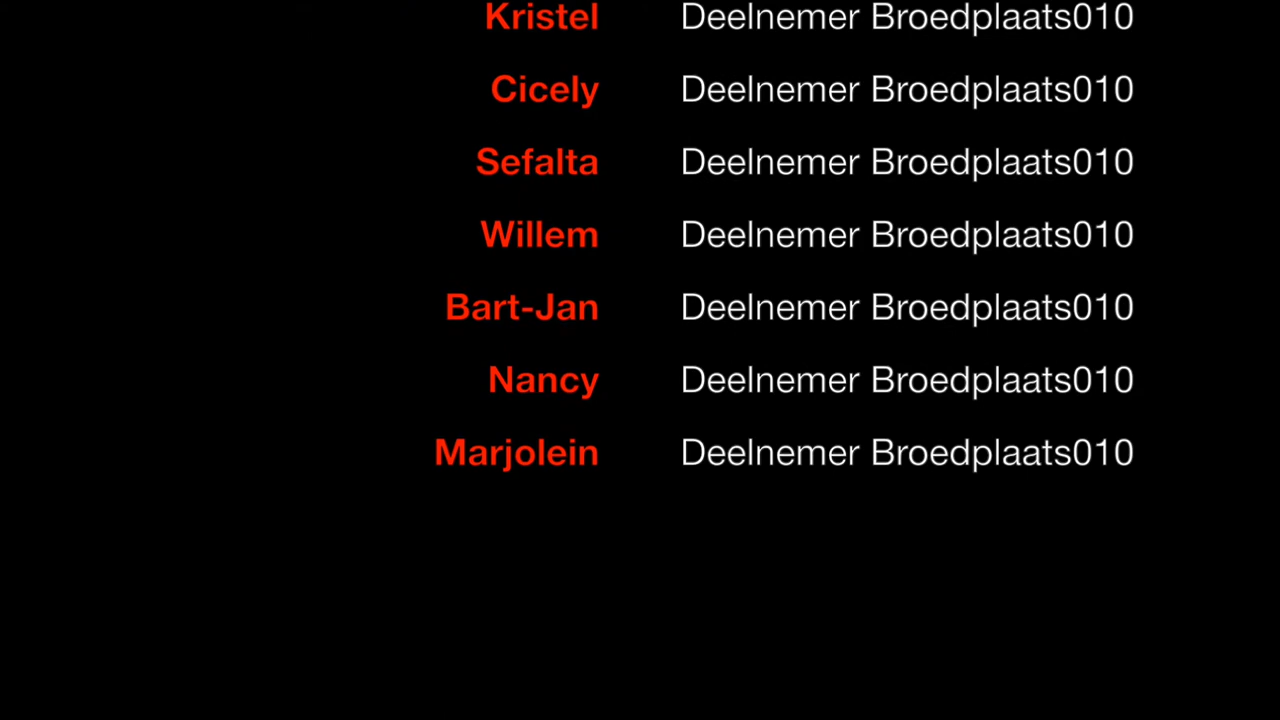 Kristel Deelnemer Broedplaats010
Cicely Deelnemer Broedplaats010
Sefalta Deelnemer Broedplaats010
Willem Deelnemer Broedplaats010
Bart-Jan Deelnemer Broedplaats010
Nancy Deelnemer Broedplaats010
Marjolein Deelnemer Broedplaats010